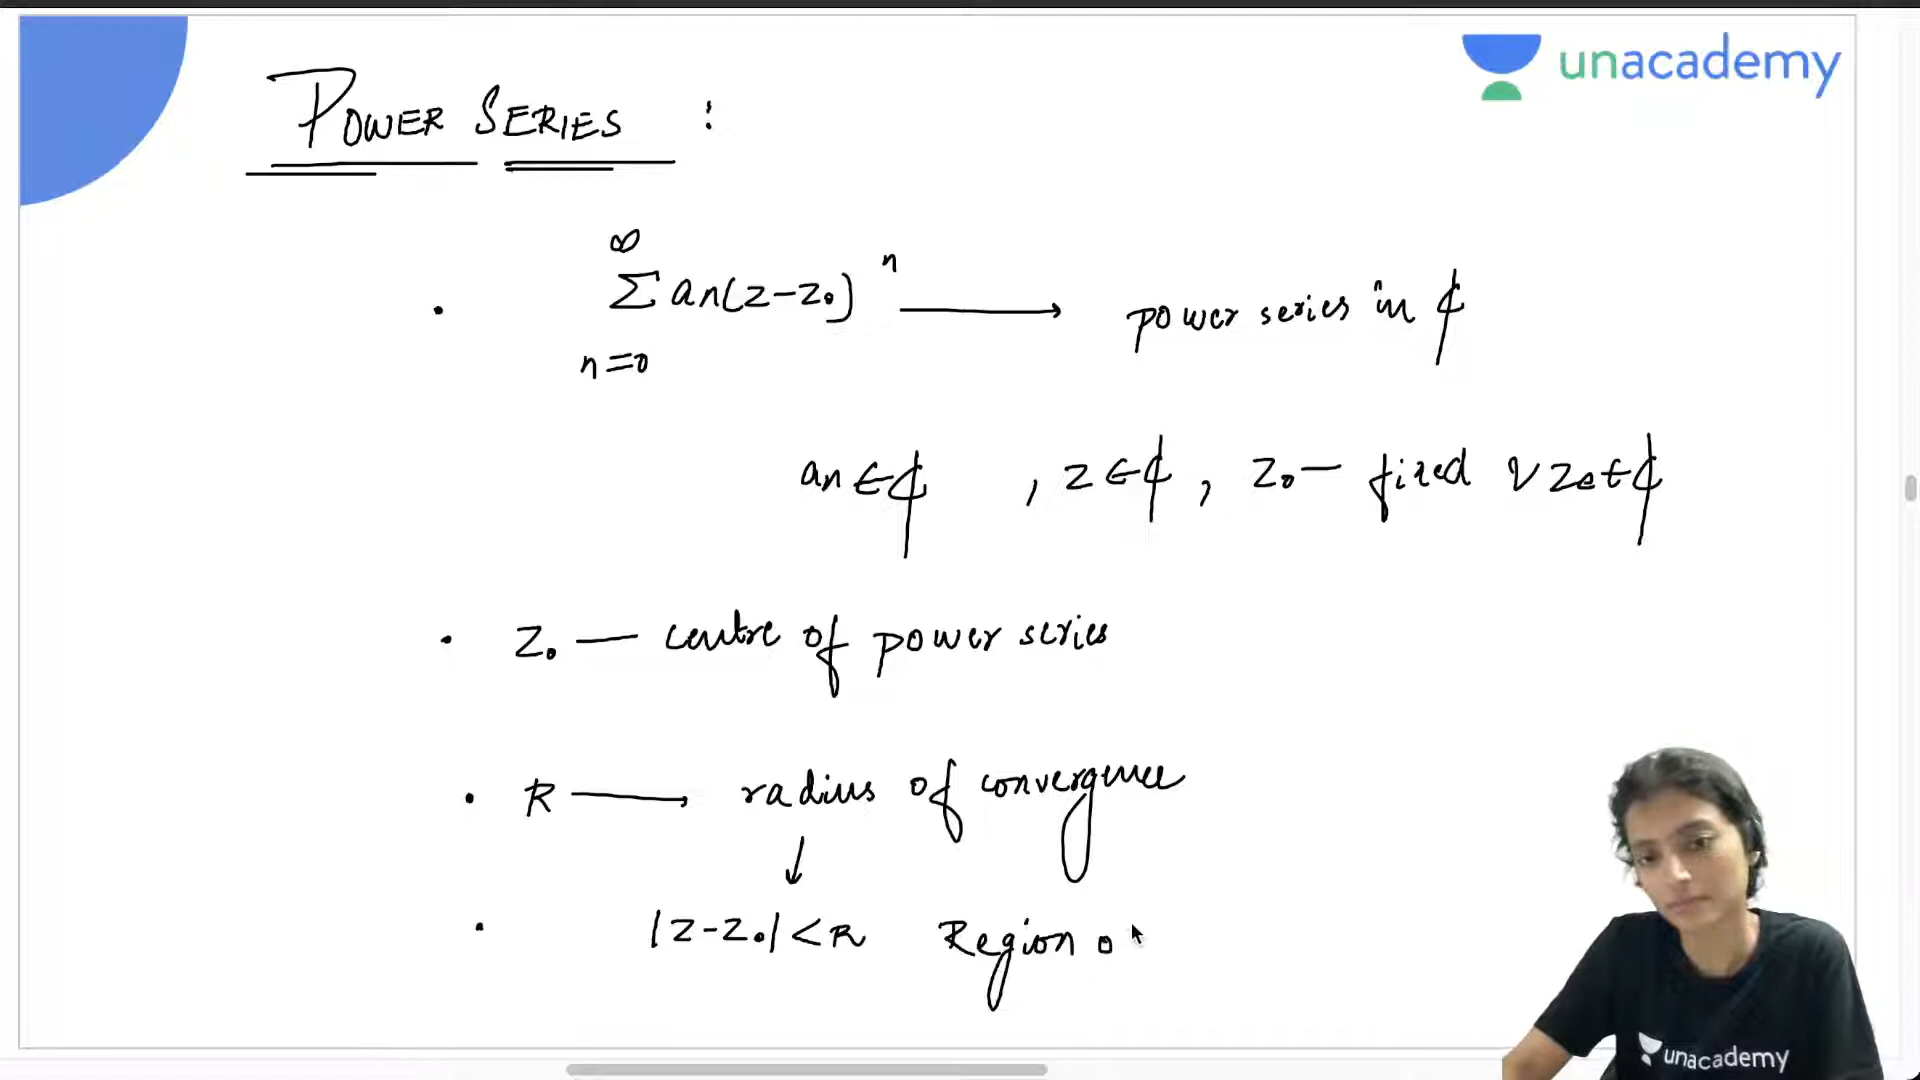 unacademy
POWER SERIES :
∞
• Σ an(z-z₀)ⁿ ⟶ power series in ₵
n=0
an ∈ ₵ , z ∈ ₵ , z₀ — fixed & z₀ ∈ ₵
• z₀ — centre of power series
• R ⟶ radius of convergence
↓
• |z-z₀| < R Region o
unacademy